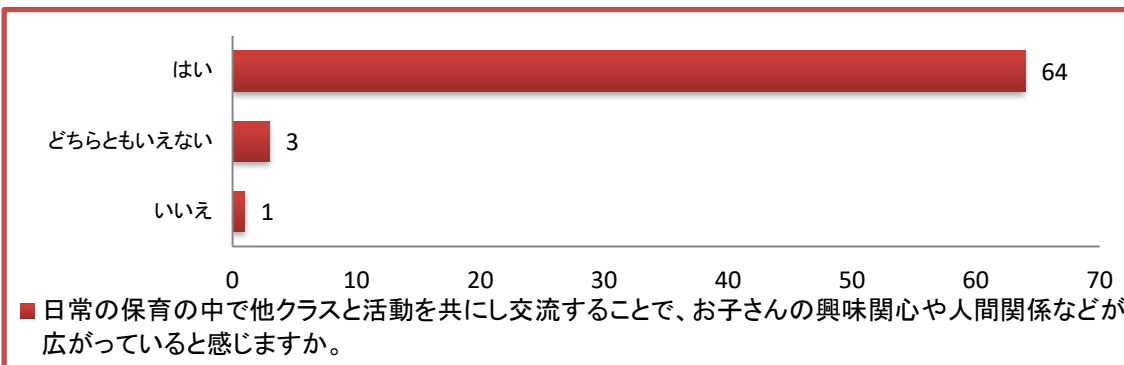 はい 64
どちらともいえない 3
いいえ 1
0 10 20 30 40 50 60 70
日常の保育の中で他クラスと活動を共にし交流することで、お子さんの興味関心や人間関係などが
広がっていると感じますか。